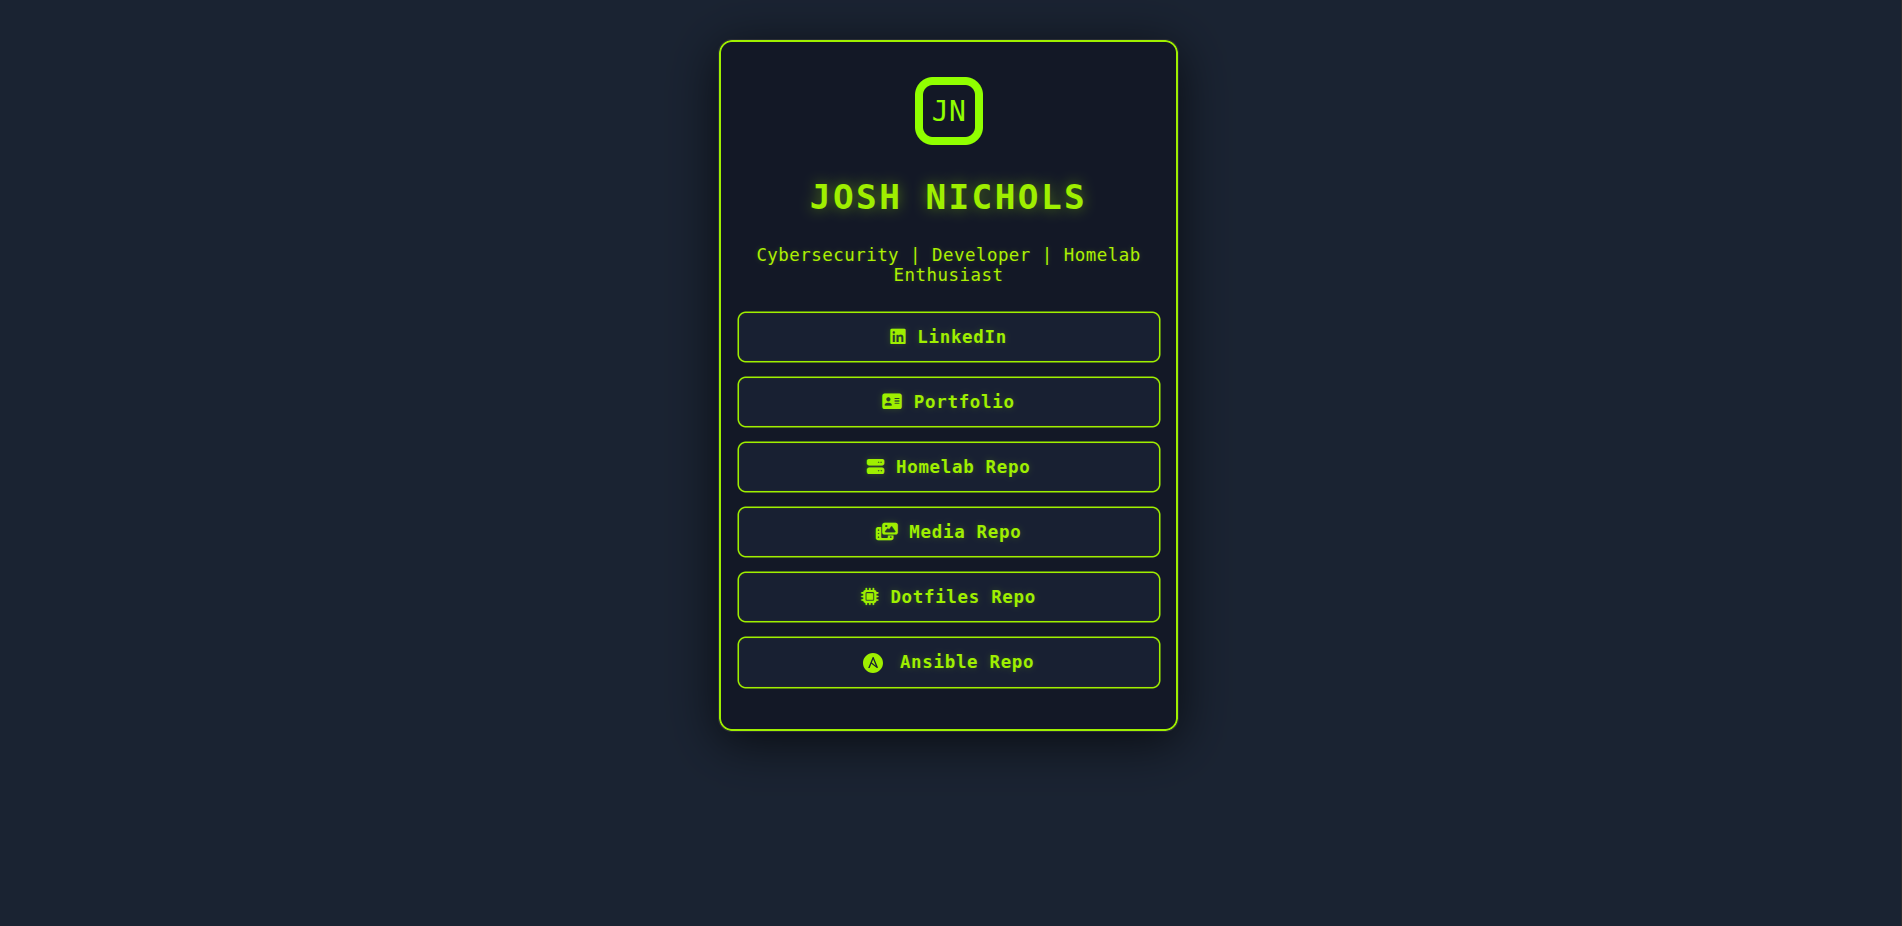 JN
JOSH NICHOLS
Cybersecurity | Developer | Homelab
Enthusiast
LinkedIn
Portfolio
Homelab Repo
Media Repo
Dotfiles Repo
Ansible Repo